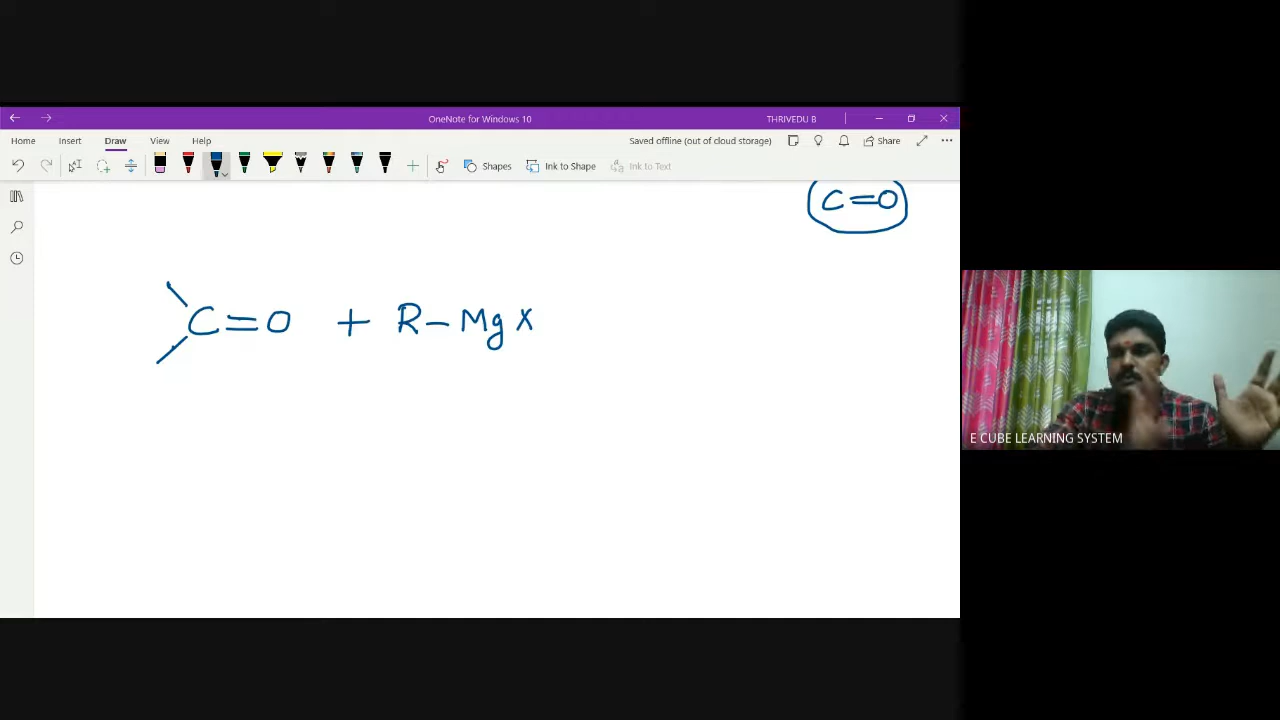 OneNote for Windows 10
THRIVEDU B
Home Insert Draw View Help
Saved offline (out of cloud storage)
Share
Shapes
Ink to Shape
Ink to Text
C=O
C=O + R-MgX
E CUBE LEARNING SYSTEM